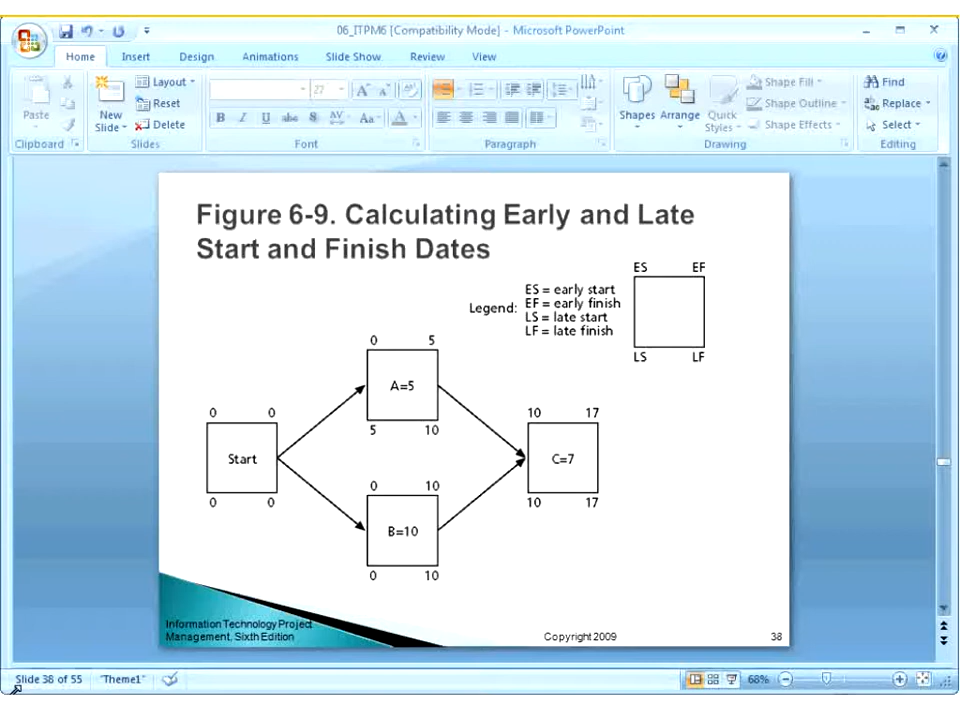 06_ITPM6 [Compatibility Mode] - Microsoft PowerPoint
Home Insert Design Animations Slide Show Review View
Paste
Clipboard
New
Slide
Layout
Reset
Delete
Slides
27
B I U abc S AV Aa A
Font
Paragraph
Shapes Arrange Quick
Styles
Shape Fill
Shape Outline
Shape Effects
Drawing
Find
Replace
Select
Editing
Figure 6-9. Calculating Early and Late
Start and Finish Dates
Legend:
ES = early start
EF = early finish
LS = late start
LF = late finish
ES EF
LS LF
0 5
A=5
5 10
0 0
Start
0 0
10 17
C=7
10 17
0 10
B=10
0 10
Information Technology Project
Management, Sixth Edition
Copyright 2009
38
Slide 38 of 55 "Theme1" 68%